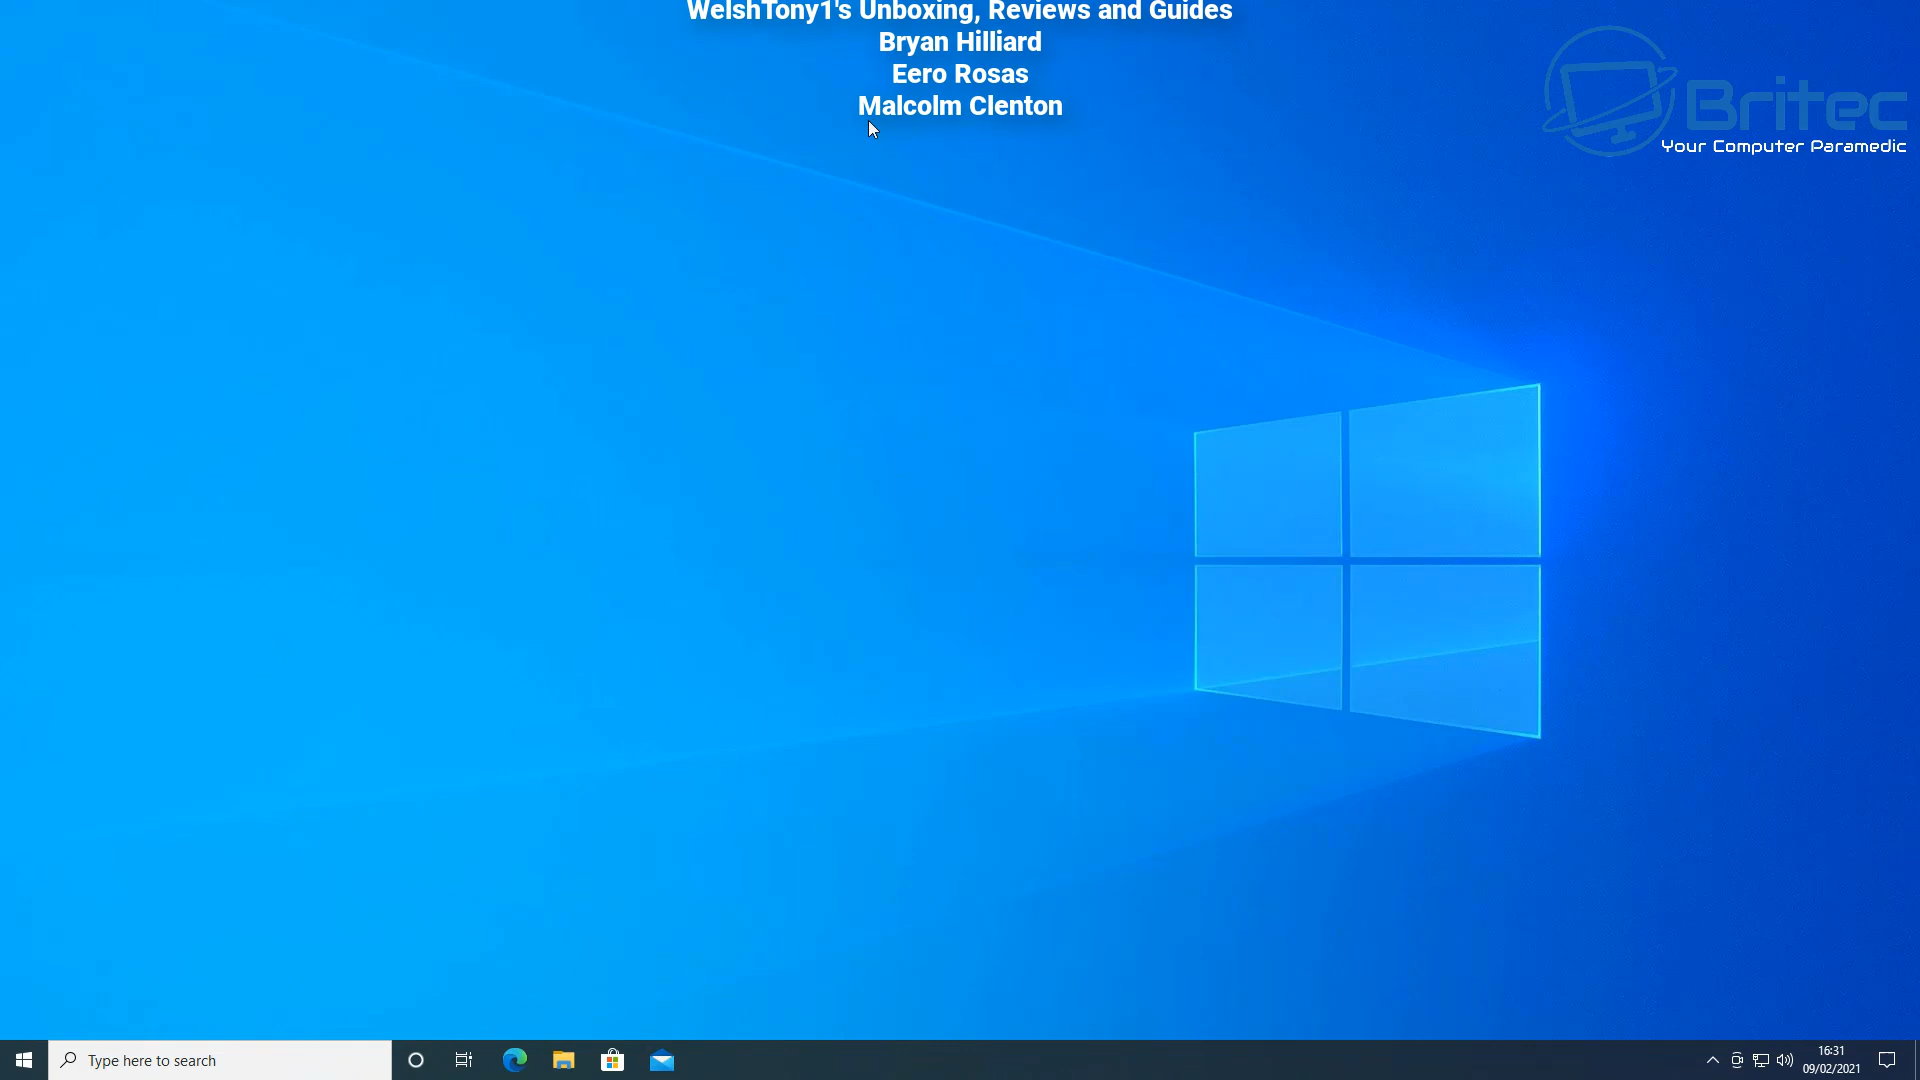 WelshTony1's Unboxing, Reviews and Guides
Bryan Hilliard
Eero Rosas
Malcolm Clenton
Britec
Your Computer Paramedic
Type here to search
16:31
09/02/2021